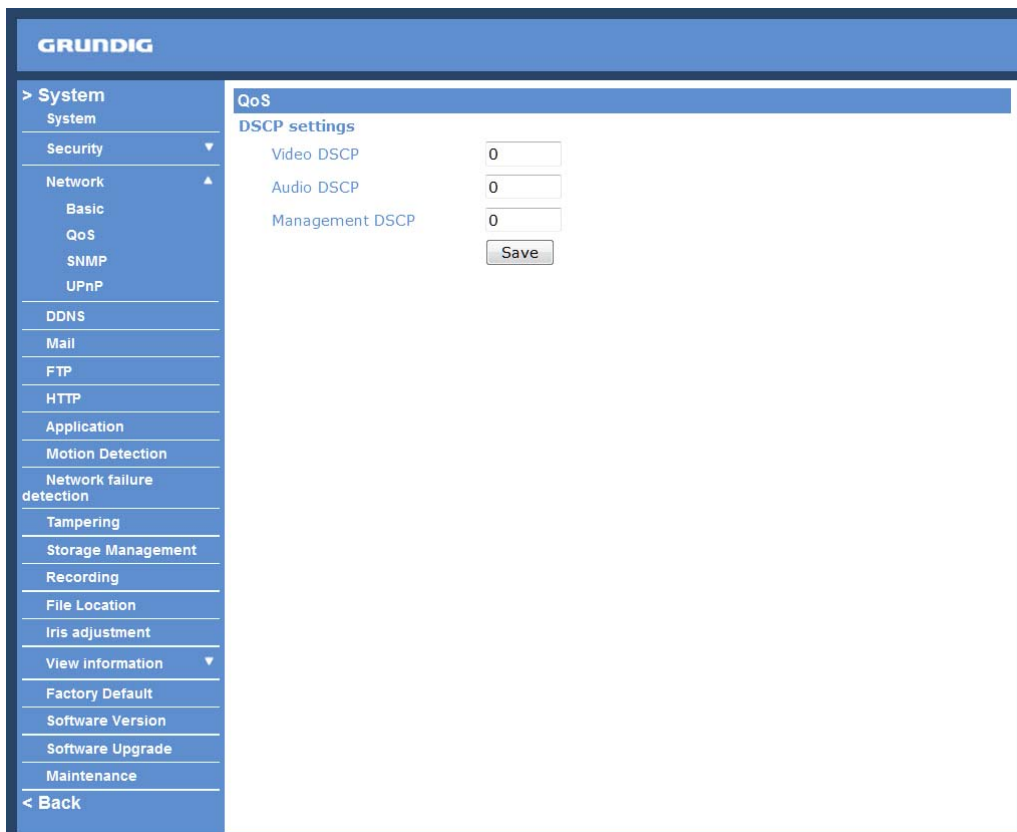 GRUNDIG
> System
System
Security
Network
Basic
QoS
SNMP
UPnP
DDNS
Mail
FTP
HTTP
Application
Motion Detection
Network failure
detection
Tampering
Storage Management
Recording
File Location
Iris adjustment
View information
Factory Default
Software Version
Software Upgrade
Maintenance
< Back
QoS
DSCP settings
Video DSCP 0
Audio DSCP 0
Management DSCP 0
Save